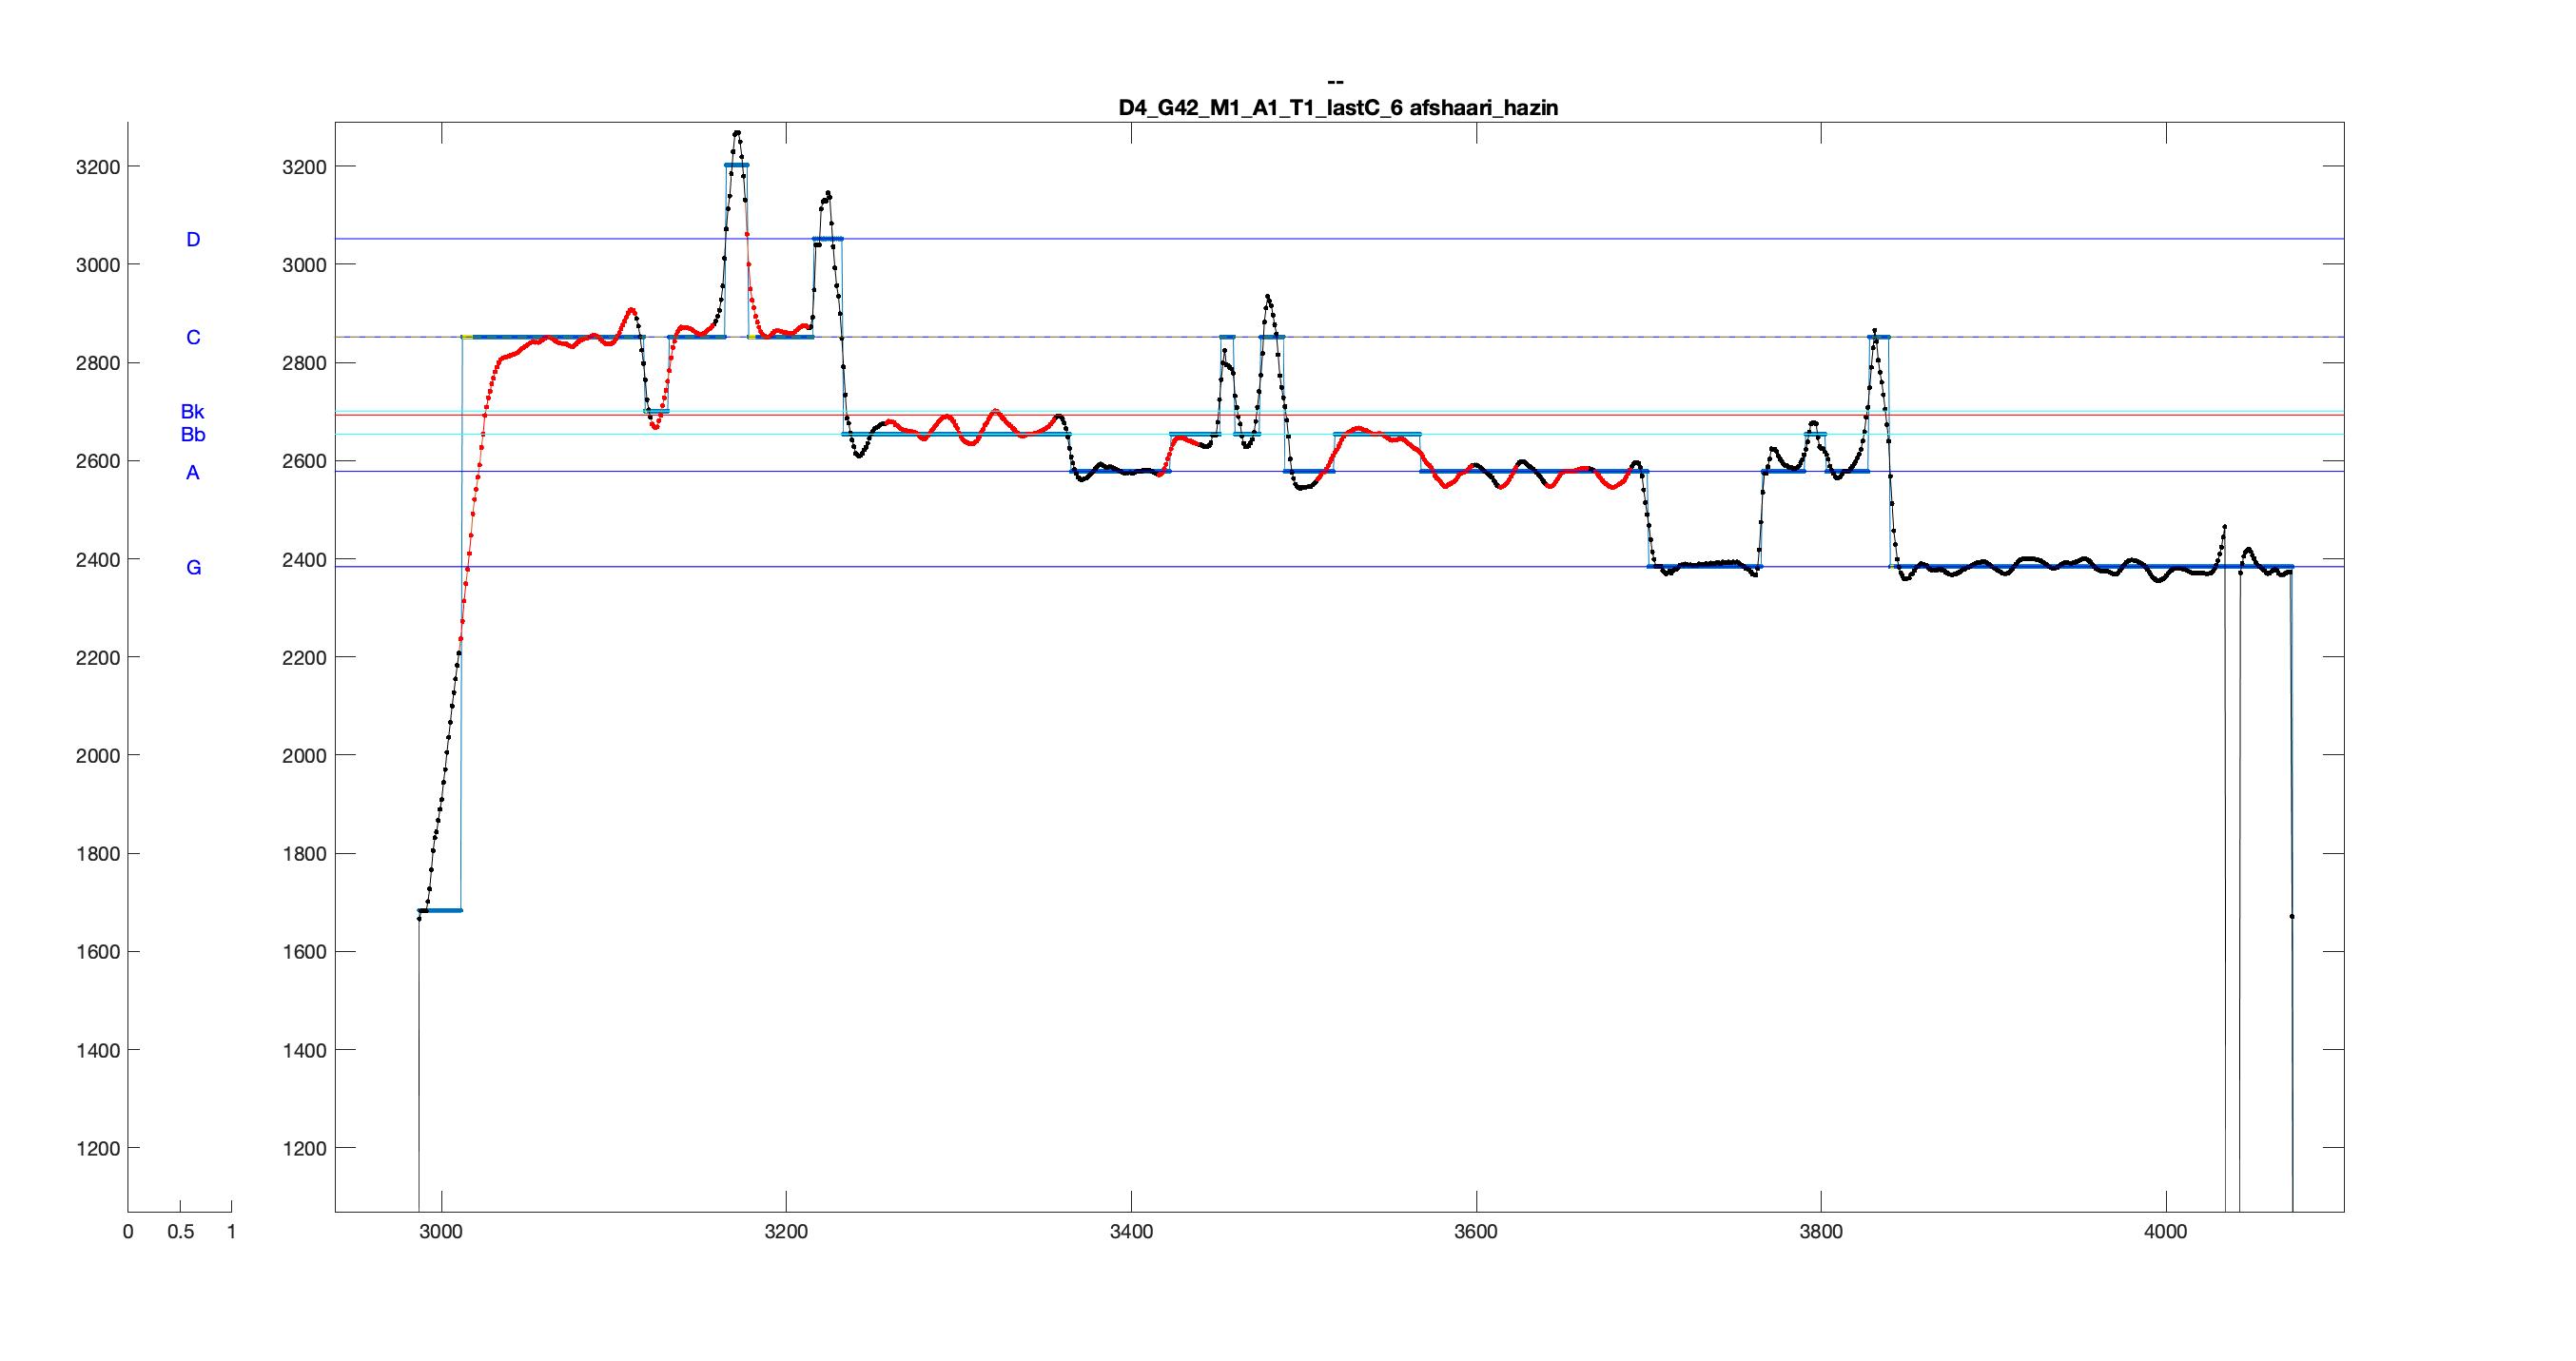 --
D4_G42_M1_A1_T1_lastC_6 afshaari_hazin
3200 3200
D
3000 3000
C
2800 2800
Bk
Bb
2600 2600
A
2400 2400
G
2200 2200
2000 2000
1800 1800
1600 1600
1400 1400
1200 1200
0 0.5 1 3000 3200 3400 3600 3800 4000